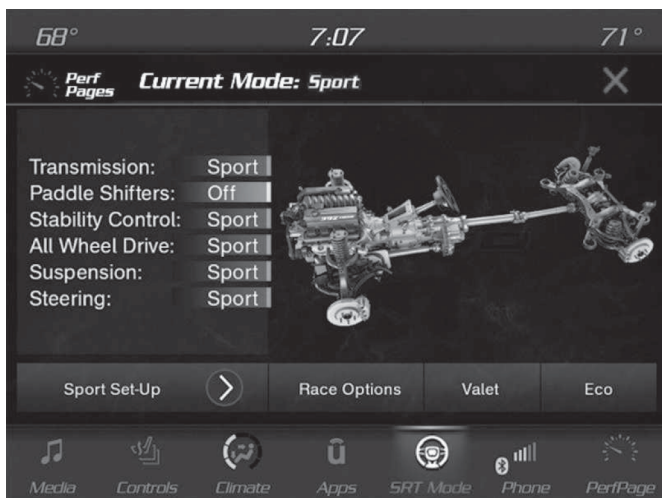 68° 7:07 71°
Perf
Pages
Current Mode: Sport
Transmission: Sport
Paddle Shifters: Off
Stability Control: Sport
All Wheel Drive: Sport
Suspension: Sport
Steering: Sport
392
Sport Set-Up Race Options Valet Eco
Media Controls Climate Apps SRT Mode Phone PerfPage